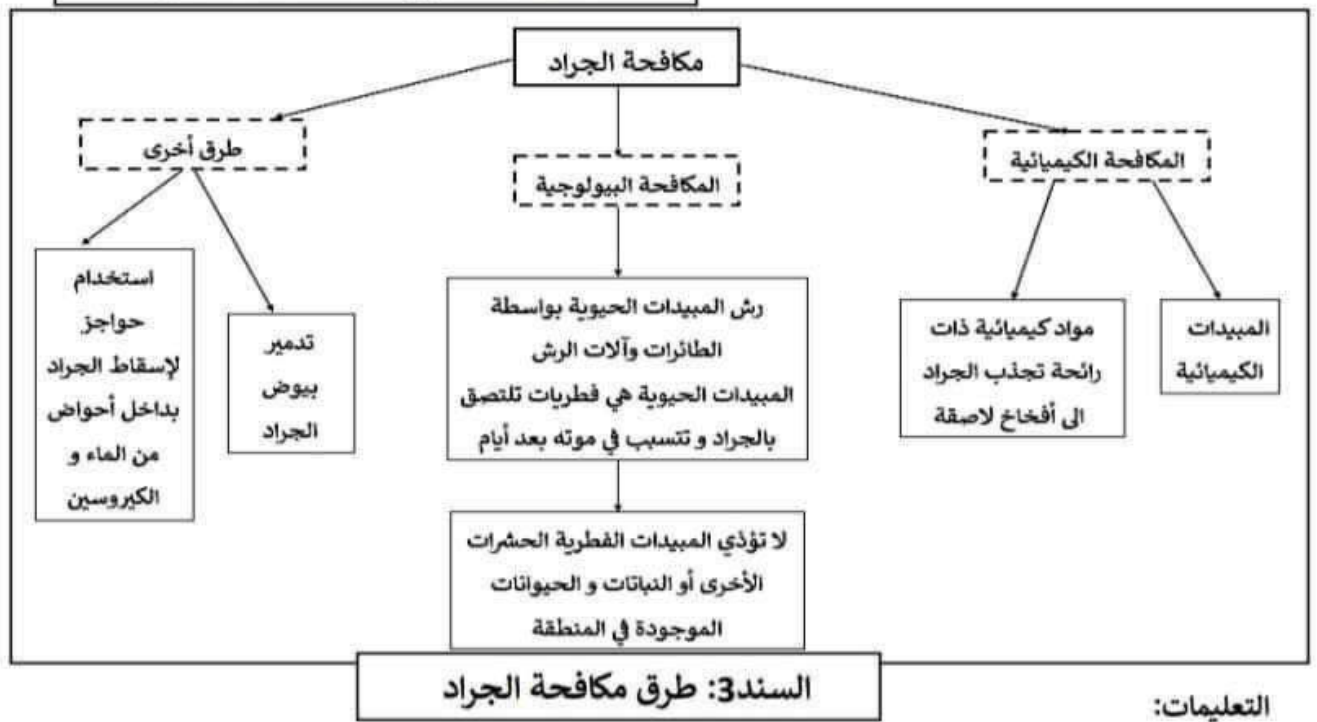 مكافحة الجراد
المكافحة الكيميائية
المبيدات
الكيميائية
مواد كيميائية ذات
رائحة تجذب الجراد
الى أفخاخ لاصقة
المكافحة البيولوجية
رش المبيدات الحيوية بواسطة
الطائرات وآلات الرش
المبيدات الحيوية هي فطريات تلتصق
بالجراد و تتسبب في موته بعد أيام
لا تؤذي المبيدات الفطرية الحشرات
الأخرى أو النباتات و الحيوانات
الموجودة في المنطقة
طرق أخرى
تدمير
بيوض
الجراد
استخدام
حواجز
لإسقاط الجراد
بداخل أحواض
من الماء و
الكيروسين
السند3: طرق مكافحة الجراد
التعليمات: